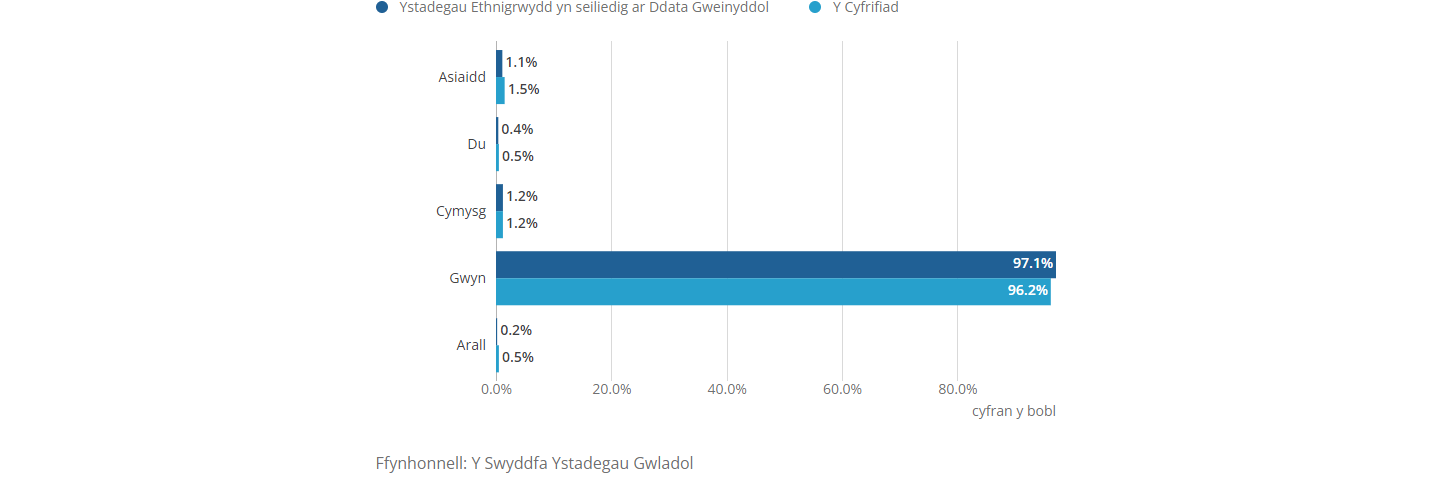 Ystadegau Ethnigrwydd yn seiliedig ar Ddata Gweinyddol Y Cyfrifiad
Asiaidd 1.1% 1.5%
Du 0.4% 0.5%
Cymysg 1.2% 1.2%
Gwyn 97.1% 96.2%
Arall 0.2% 0.5%
0.0% 20.0% 40.0% 60.0% 80.0%
cyfran y bobl
Ffynhonnell: Y Swyddfa Ystadegau Gwladol